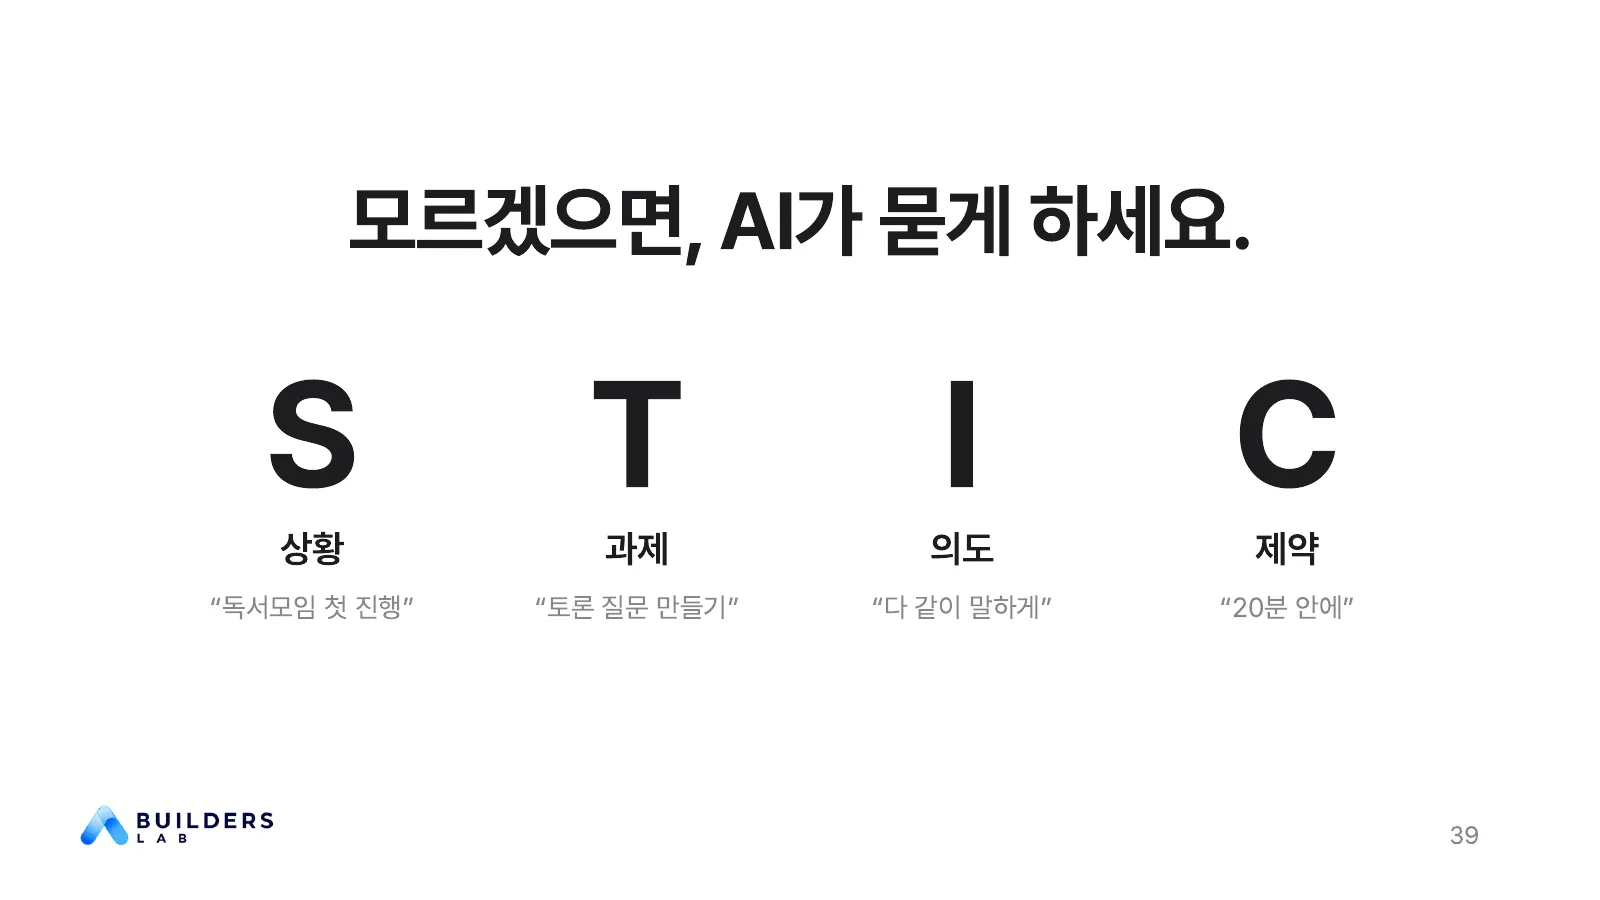 모르겠으면, AI가 묻게 하세요.
S T I C
상황 과제 의도 제약
“독서모임 첫 진행” “토론 질문 만들기” “다 같이 말하게” “20분 안에”
BUILDERS
LAB
39